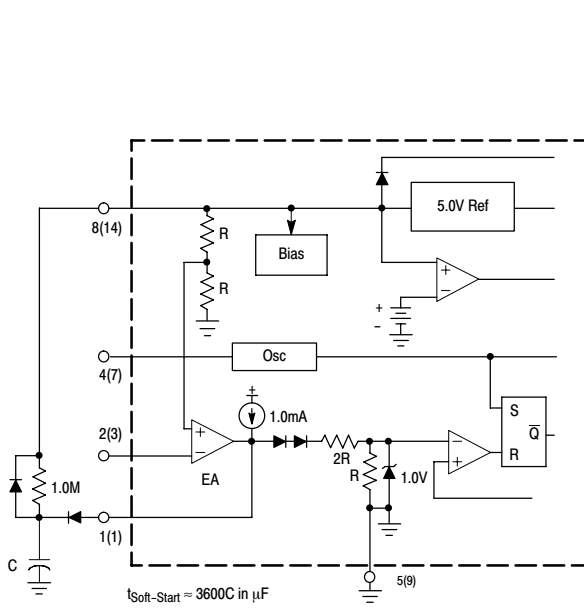 8(14)
R
5.0V Ref
Bias
+
−
R
+
−
4(7)
Osc
+
1.0mA
S
Q̅
2(3)
+
−
EA
2R
R
1.0V
−
+
R
1.0M
1(1)
C
5(9)
tSoft−Start ≈ 3600C in µF